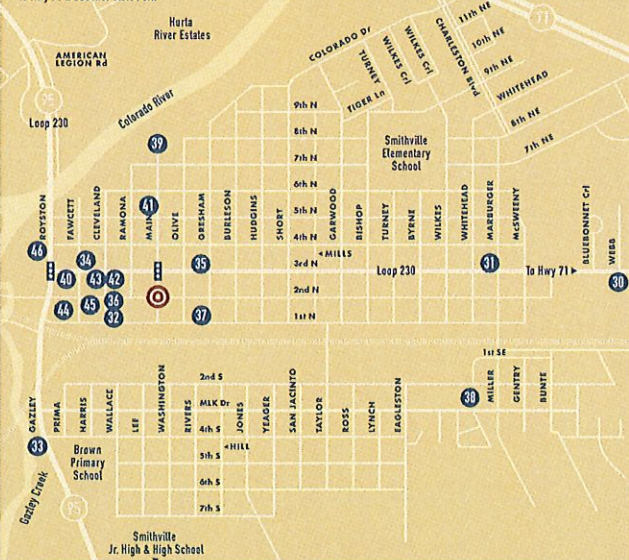 Hurta
River Estates
11th NE
10th NE
9th NE
WHITEHEAD
8th NE
7th NE
71
AMERICAN
LEGION Rd
COLORADO Dr
TURNEY
WILKES Crl
WILKES Crl
CHARLESTON Blvd
TIGER Ln
95
Loop 230
Colorado River
9th N
8th N
7th N
6th N
5th N
4th N
3rd N
2nd N
1st N
39
Smithville
Elementary
School
ROYSTON
FAWCETT
CLEVELAND
RAMONA
MAIN
OLIVE
GRESHAM
BURLESON
HUDGINS
SHORT
GARWOOD
BISHOP
TURNEY
BYRNE
WILKES
WHITEHEAD
MARBURGER
McSWEENY
BLUEBONNET Crl
WEBB
41
46
34
35
◄MILLS
Loop 230
31
To Hwy 71►
30
40
43
42
44
45
36
32
37
1st SE
2nd S
MLK Dr
4th S
5th S
6th S
7th S
GAZLEY
PREMA
HARRIS
WALLACE
LEE
WASHINGTON
RIVERS
JONES
YEAGER
SAN JACINTO
TAYLOR
ROSS
LYNCH
EAGLESTON
38
MILLER
GENTRY
BUNTE
33
◄HILL
Brown
Primary
School
Gazley Creek
95
Smithville
Jr. High & High School